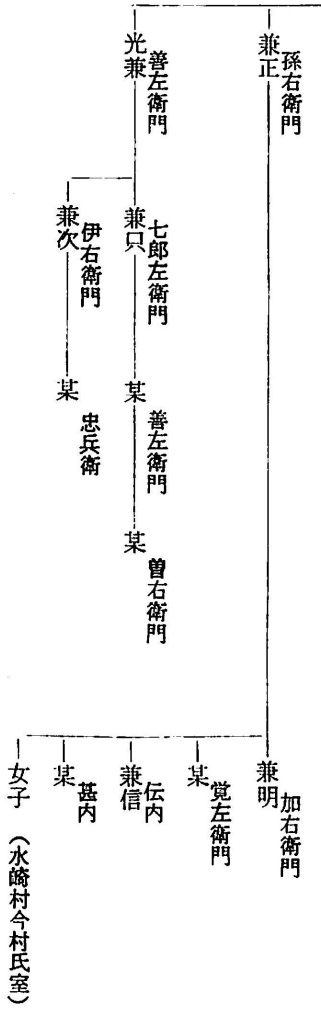 兼正 孫右衛門
兼明 加右衛門
某 覚左衛門
兼信 伝内
某 甚内
女子 (水崎村今村氏室)
光兼 善左衛門
兼只 七郎左衛門
某 善左衛門
某 曽右衛門
兼次 伊右衛門
某 忠兵衛